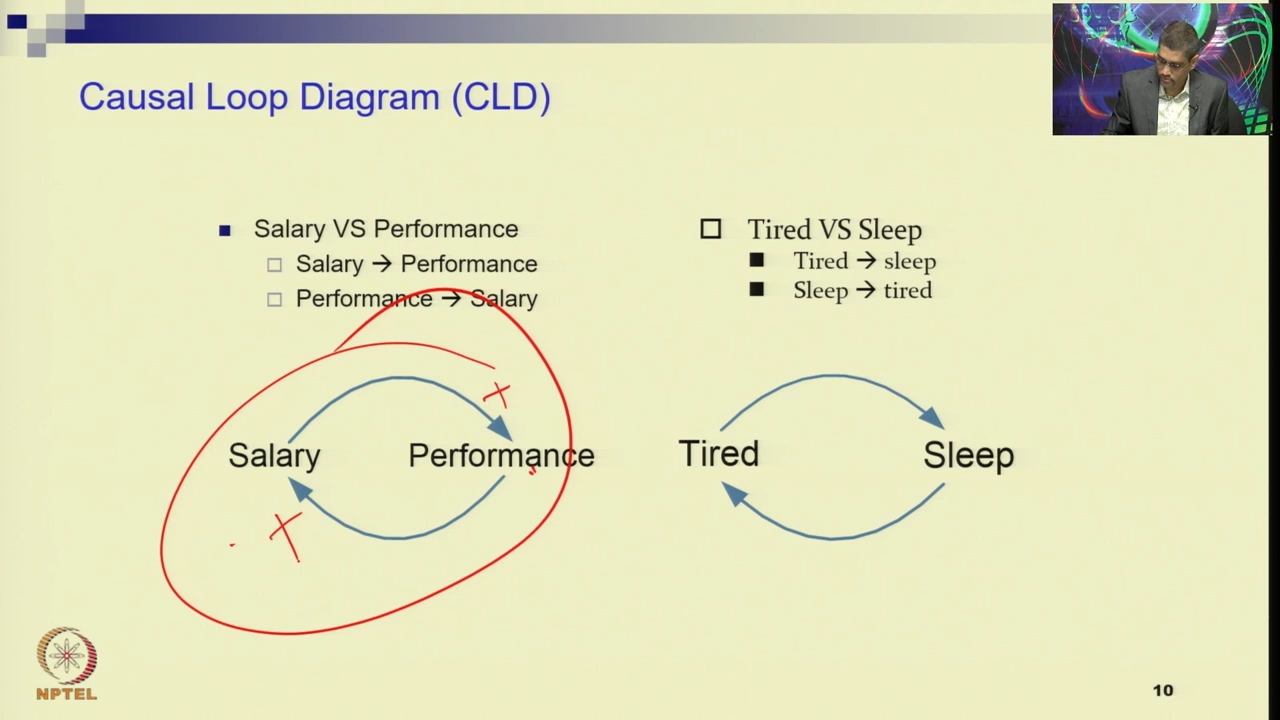 Causal Loop Diagram (CLD)
Salary VS Performance
Salary → Performance
Performance → Salary
Tired VS Sleep
Tired → sleep
Sleep → tired
+
Salary
Performance
Tired
Sleep
+
NPTEL
10